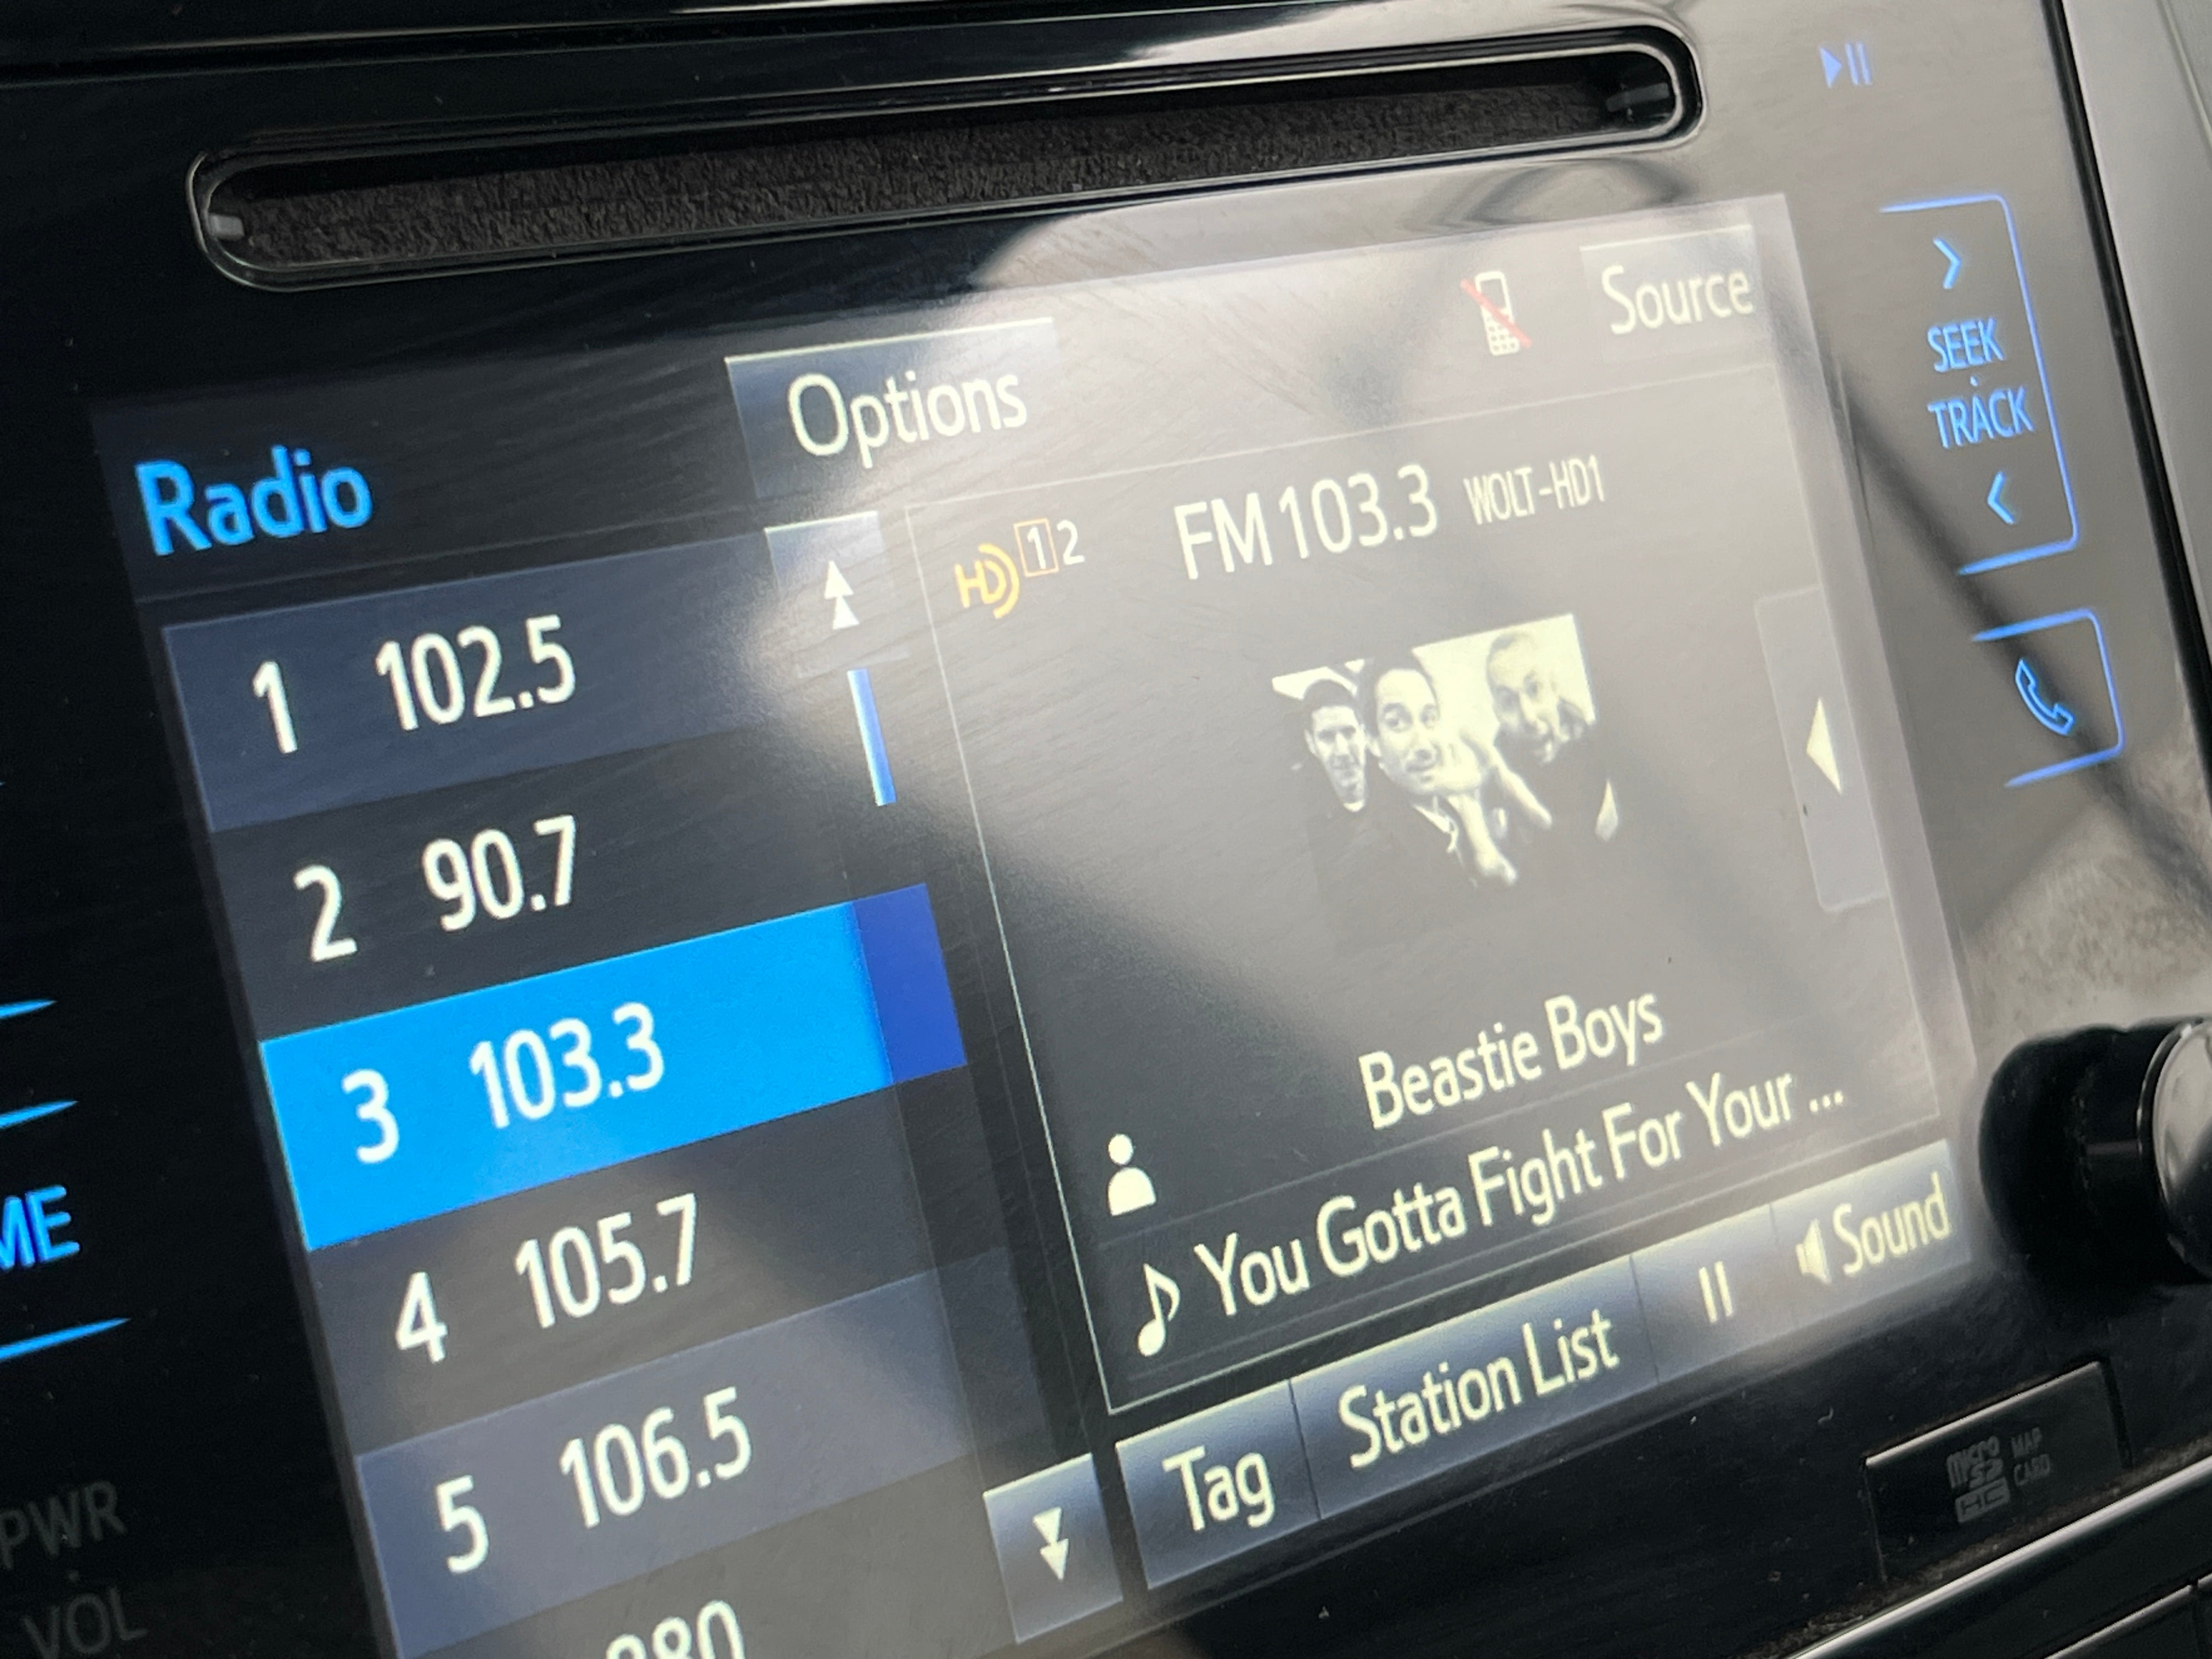 Source
Options
Radio
SEEK
TRACK
HD 1 2
FM 103.3 WOLT-HD1
1 102.5
2 90.7
3 103.3
4 105.7
5 106.5
Beastie Boys
You Gotta Fight For Your ...
Tag
Station List
Sound
ME
PWR
VOL
micro
SD
HC
MAP
CARD